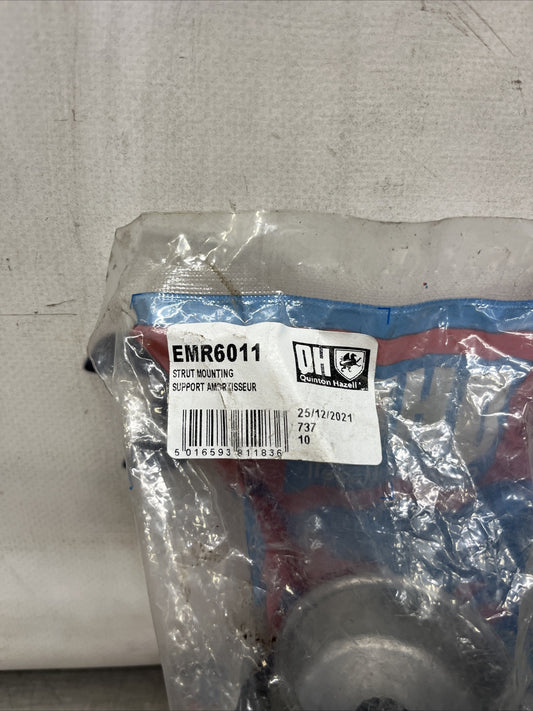 EMR6011
STRUT MOUNTING
SUPPORT AMORTISSEUR
QH
Quinton Hazell
25/12/2021
737
10
5 016593 811836